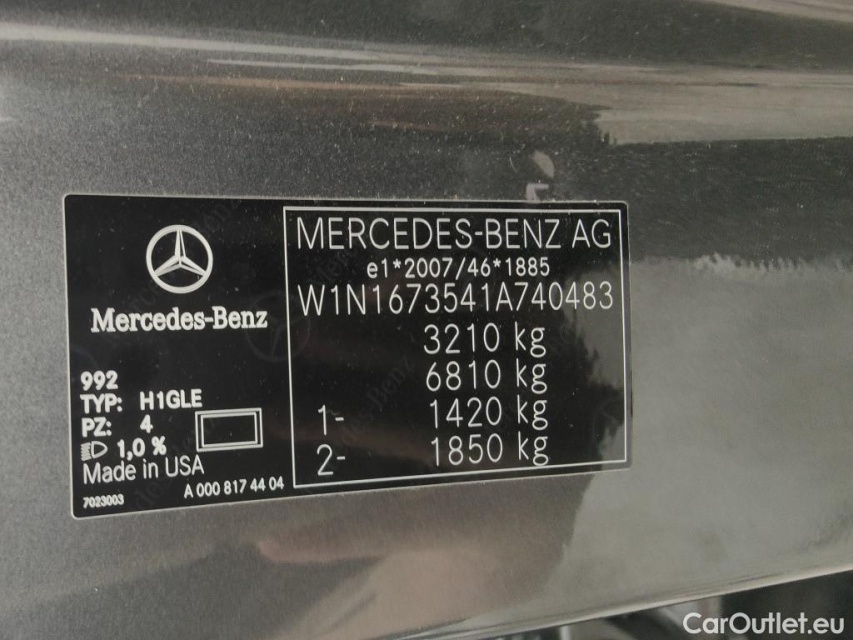 Mercedes-Benz
992
TYP: H1GLE
PZ: 4
1,0 %
Made in USA
7023003
A 000 817 44 04
MERCEDES-BENZ AG
e1*2007/46*1885
W1N1673541A740483
3210 kg
6810 kg
1- 1420 kg
2- 1850 kg
CarOutlet.eu